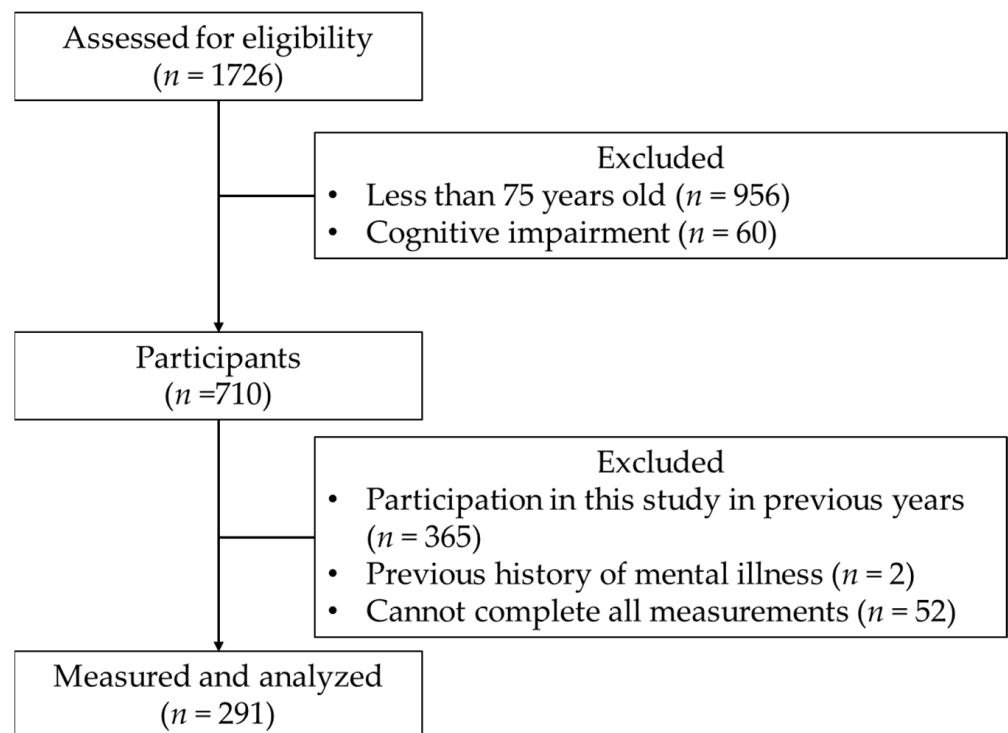 Assessed for eligibility
(n = 1726)
Excluded
• Less than 75 years old (n = 956)
• Cognitive impairment (n = 60)
Participants
(n =710)
Excluded
• Participation in this study in previous years
(n = 365)
• Previous history of mental illness (n = 2)
• Cannot complete all measurements (n = 52)
Measured and analyzed
(n = 291)